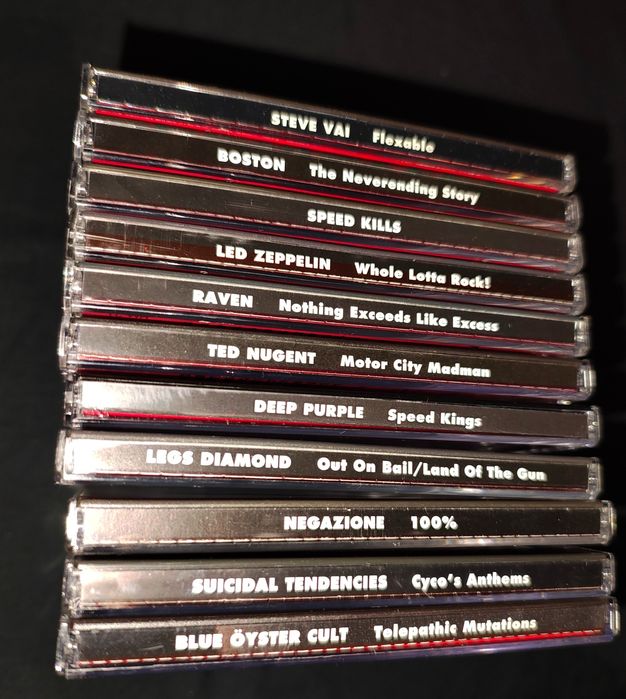 STEVE VAI Flexable
BOSTON The Neverending Story
SPEED KILLS
LED ZEPPELIN Whole Lotta Rock!
RAVEN Nothing Exceeds Like Excess
TED NUGENT Motor City Madman
DEEP PURPLE Speed Kings
LEGS DIAMOND Out On Bail/Land Of The Gun
NEGAZIONE 100%
SUICIDAL TENDENCIES Cyco's Anthems
BLUE ÖYSTER CULT Telepathic Mutations